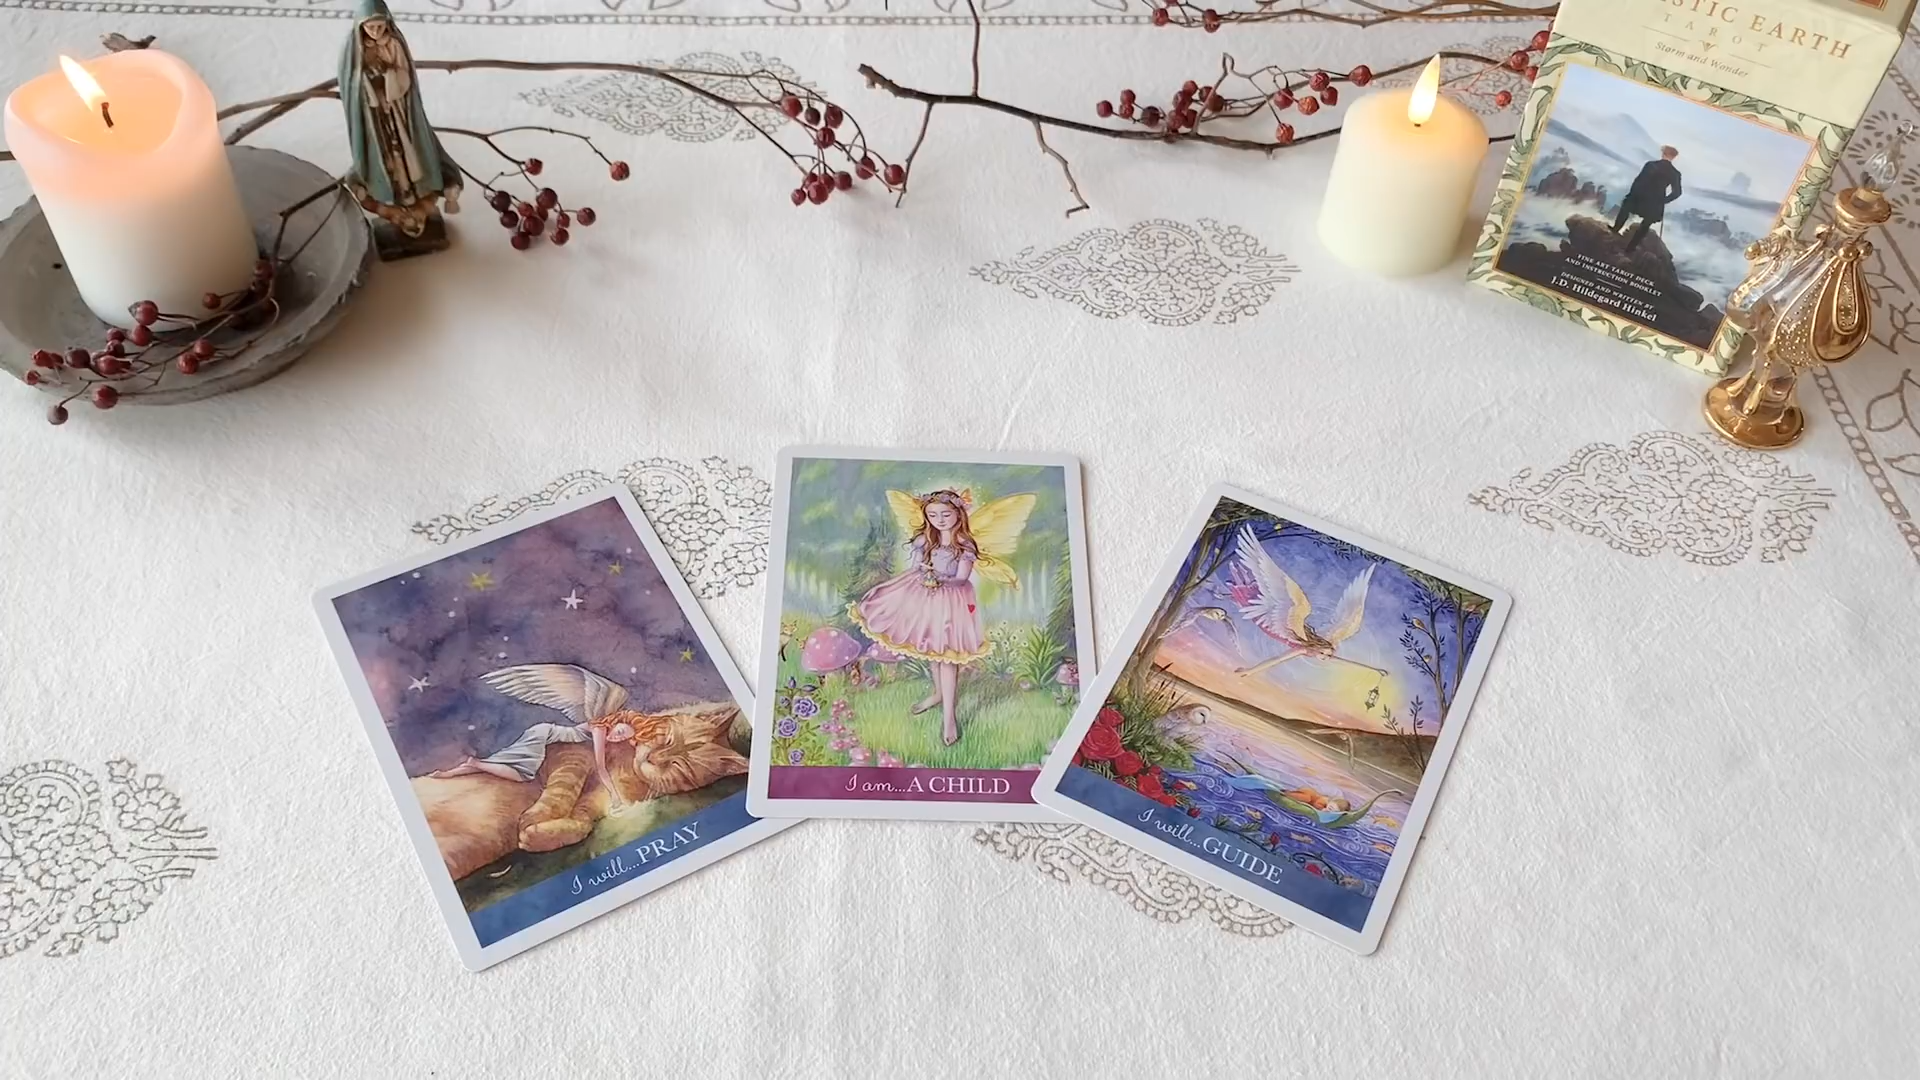 EARTH
TAROT
Storm and Wonder
FINE ART TAROT DECK
AND INSTRUCTION BOOKLET
DESIGNED AND WRITTEN BY
J.D. Hildegard Hinkel
I will...PRAY
I am...A CHILD
I will...GUIDE